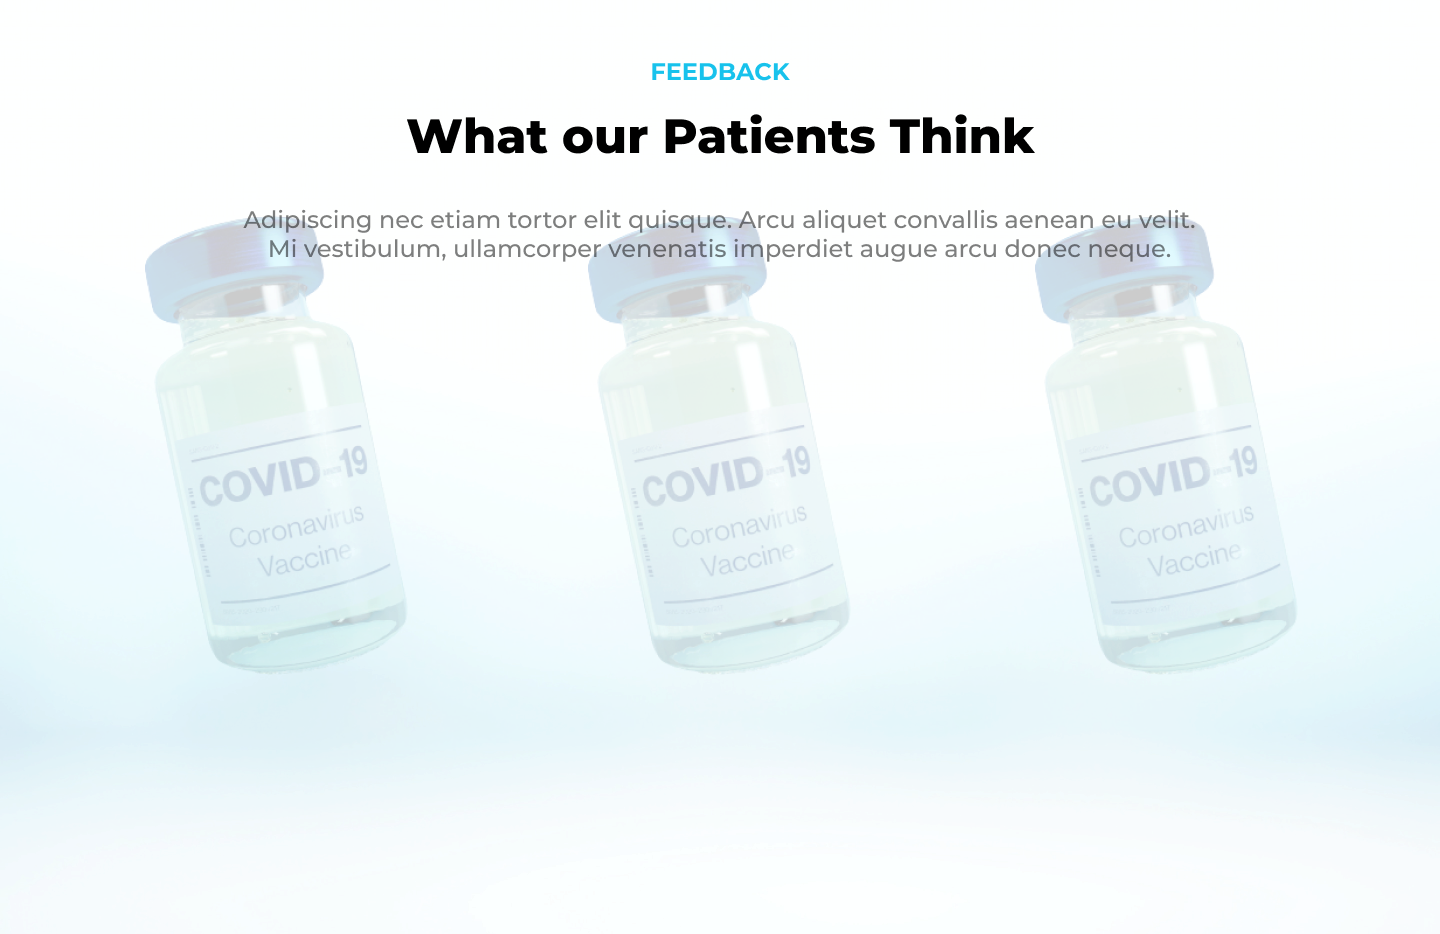 FEEDBACK
What our Patients Think
Adipiscing nec etiam tortor elit quisque. Arcu aliquet convallis aenean eu velit.
Mi vestibulum, ullamcorper venenatis imperdiet augue arcu donec neque.
COVID-19
Coronavirus
Vaccine
COVID-19
Coronavirus
Vaccine
COVID-19
Coronavirus
Vaccine